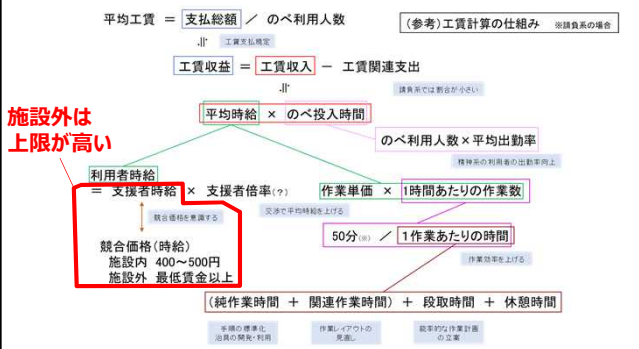 平均工賃 ＝ 支払総額 ／ のべ利用人数
（参考）工賃計算の仕組み ※請負系の場合
.||· 工賃支払規定
工賃収益 ＝ 工賃収入 － 工賃関連支出
.||· 請負系では割合が小さい
平均時給 × のべ投入時間
施設外は
上限が高い
のべ利用人数×平均出勤率
精神系の利用者の出勤率向上
利用者時給
＝ 支援者時給 × 支援者倍率（？）
作業単価 × 1時間あたりの作業数
競合価格を意識する
交渉で平均時給を上げる
50分（※） ／ 1作業あたりの時間
競合価格（時給）
施設内 400～500円
施設外 最低賃金以上
作業効率を上げる
（純作業時間 ＋ 関連作業時間）＋ 段取時間 ＋ 休憩時間
手順の標準化
治具の開発・利用
作業レイアウトの
見直し
能率的な作業計画
の立案